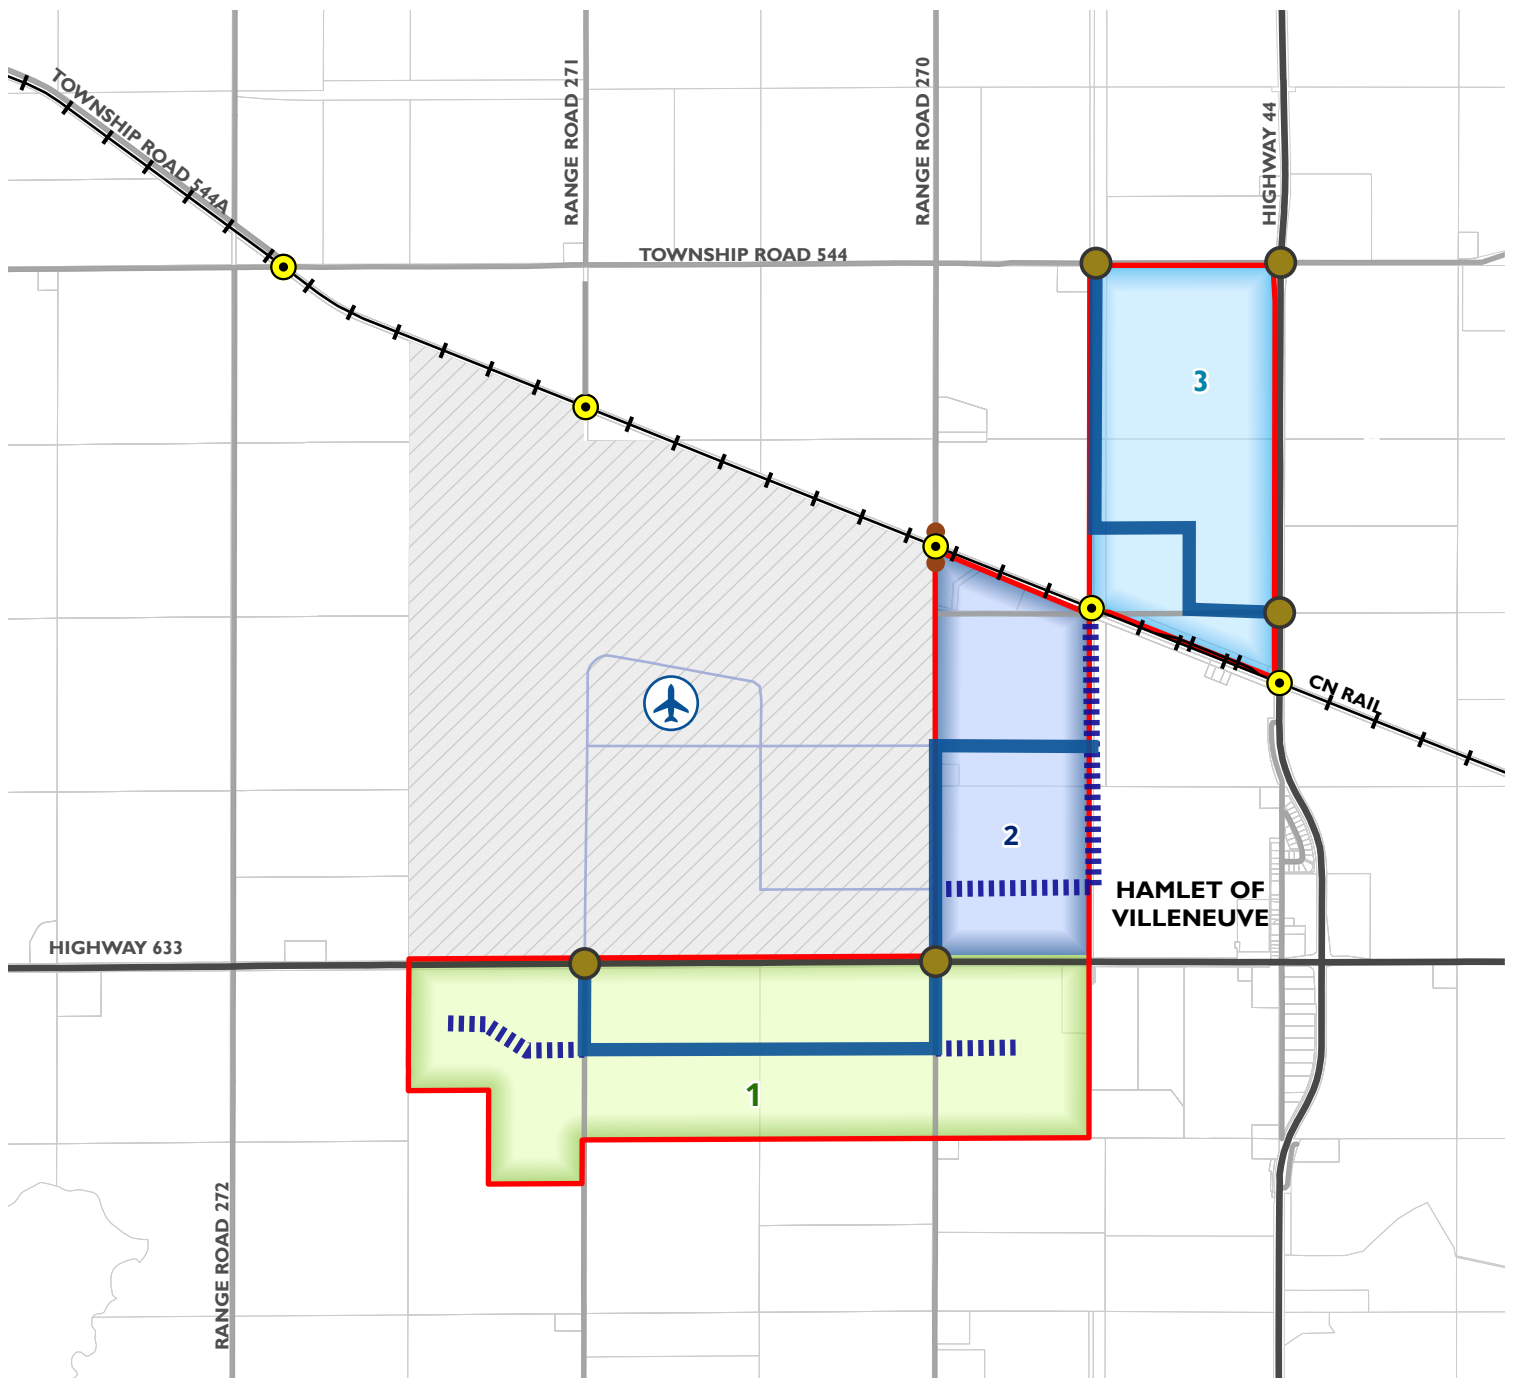 TOWNSHIP ROAD 544A
RANGE ROAD 271
RANGE ROAD 270
HIGHWAY 44
TOWNSHIP ROAD 544
3
CN RAIL
2
HAMLET OF
VILLENEUVE
HIGHWAY 633
1
RANGE ROAD 272